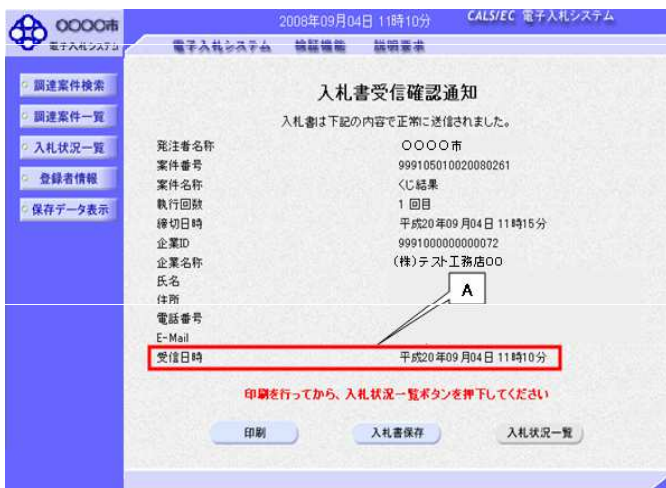 〇〇〇〇市
電子入札システム
2008年09月04日 11時10分
CALS/EC 電子入札システム
電子入札システム 検証機能 説明要求
調達案件検索
調達案件一覧
入札状況一覧
登録者情報
保存データ表示
入札書受信確認通知
入札書は下記の内容で正常に送信されました。
発注者名称 〇〇〇〇市
案件番号 999105010020080261
案件名称 くじ結果
執行回数 1 回目
締切日時 平成20年09月04日 11時15分
企業ID 9991000000000072
企業名称 (株)テスト工務店〇〇
氏名
住所
電話番号
E-Mail
A
受信日時 平成20年09月04日 11時10分
印刷を行ってから、入札状況一覧ボタンを押下してください
印刷 入札書保存 入札状況一覧